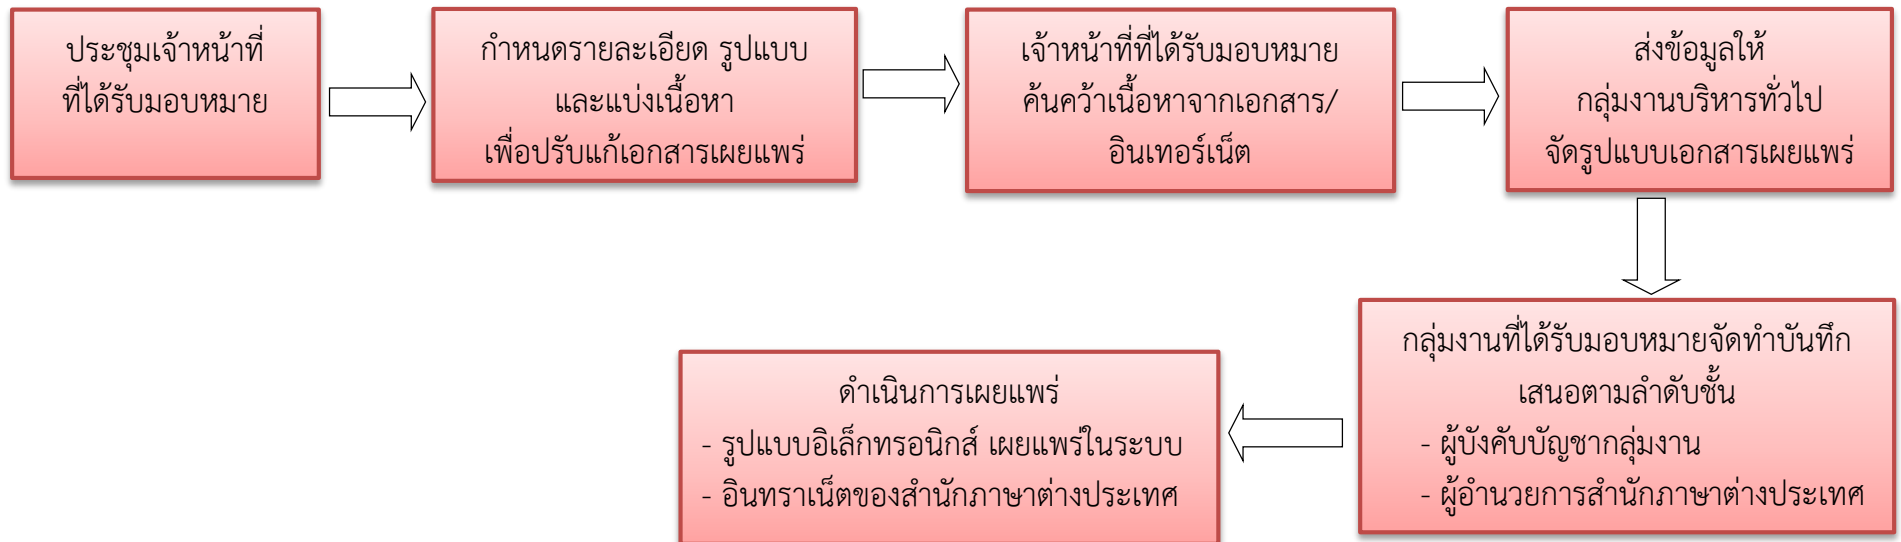 ประชุมเจ้าหน้าที่
ที่ได้รับมอบหมาย
กำหนดรายละเอียด รูปแบบ
และแบ่งเนื้อหา
เพื่อปรับแก้เอกสารเผยแพร่
เจ้าหน้าที่ที่ได้รับมอบหมาย
ค้นคว้าเนื้อหาจากเอกสาร/
อินเทอร์เน็ต
ส่งข้อมูลให้
กลุ่มงานบริหารทั่วไป
จัดรูปแบบเอกสารเผยแพร่
กลุ่มงานที่ได้รับมอบหมายจัดทำบันทึก
เสนอตามลำดับชั้น
- ผู้บังคับบัญชากลุ่มงาน
- ผู้อำนวยการสำนักภาษาต่างประเทศ
ดำเนินการเผยแพร่
- รูปแบบอิเล็กทรอนิกส์ เผยแพร่ในระบบ
- อินทราเน็ตของสำนักภาษาต่างประเทศ